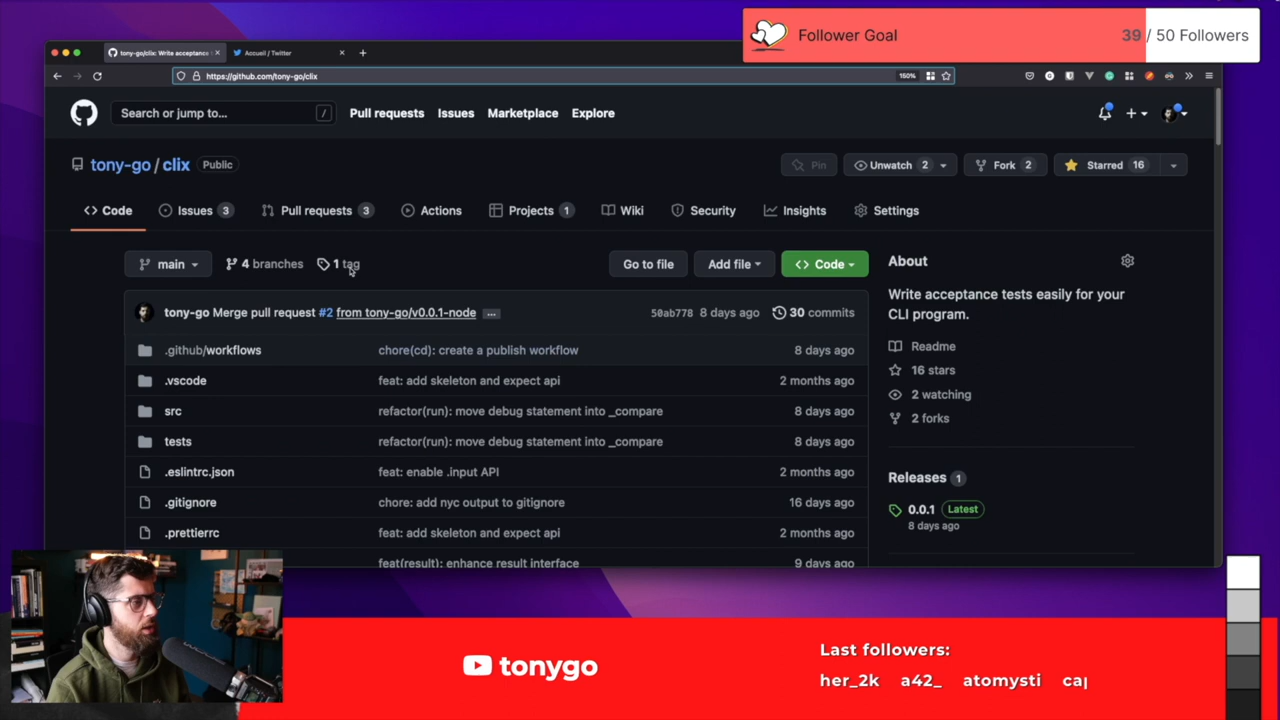 Follower Goal 39 / 50 Followers
tony-go/clix: Write acceptance Accueil / Twitter
https://github.com/tony-go/clix 150%
Search or jump to... / Pull requests Issues Marketplace Explore
tony-go / clix Public Pin Unwatch 2 Fork 2 Starred 16
<> Code Issues 3 Pull requests 3 Actions Projects 1 Wiki Security Insights Settings
main 4 branches 1 tag Go to file Add file <> Code
About
Write acceptance tests easily for your
CLI program.
Readme
16 stars
2 watching
2 forks
Releases 1
0.0.1 Latest
8 days ago
tony-go Merge pull request #2 from tony-go/v0.0.1-node ... 50ab778 8 days ago 30 commits
.github/workflows chore(cd): create a publish workflow 8 days ago
.vscode feat: add skeleton and expect api 2 months ago
src refactor(run): move debug statement into _compare 8 days ago
tests refactor(run): move debug statement into _compare 8 days ago
.eslintrc.json feat: enable .input API 2 months ago
.gitignore chore: add nyc output to gitignore 16 days ago
.prettierrc feat: add skeleton and expect api 2 months ago
feat(result): enhance result interface 9 days ago
tonygo
Last followers:
her_2k a42_ atomysti